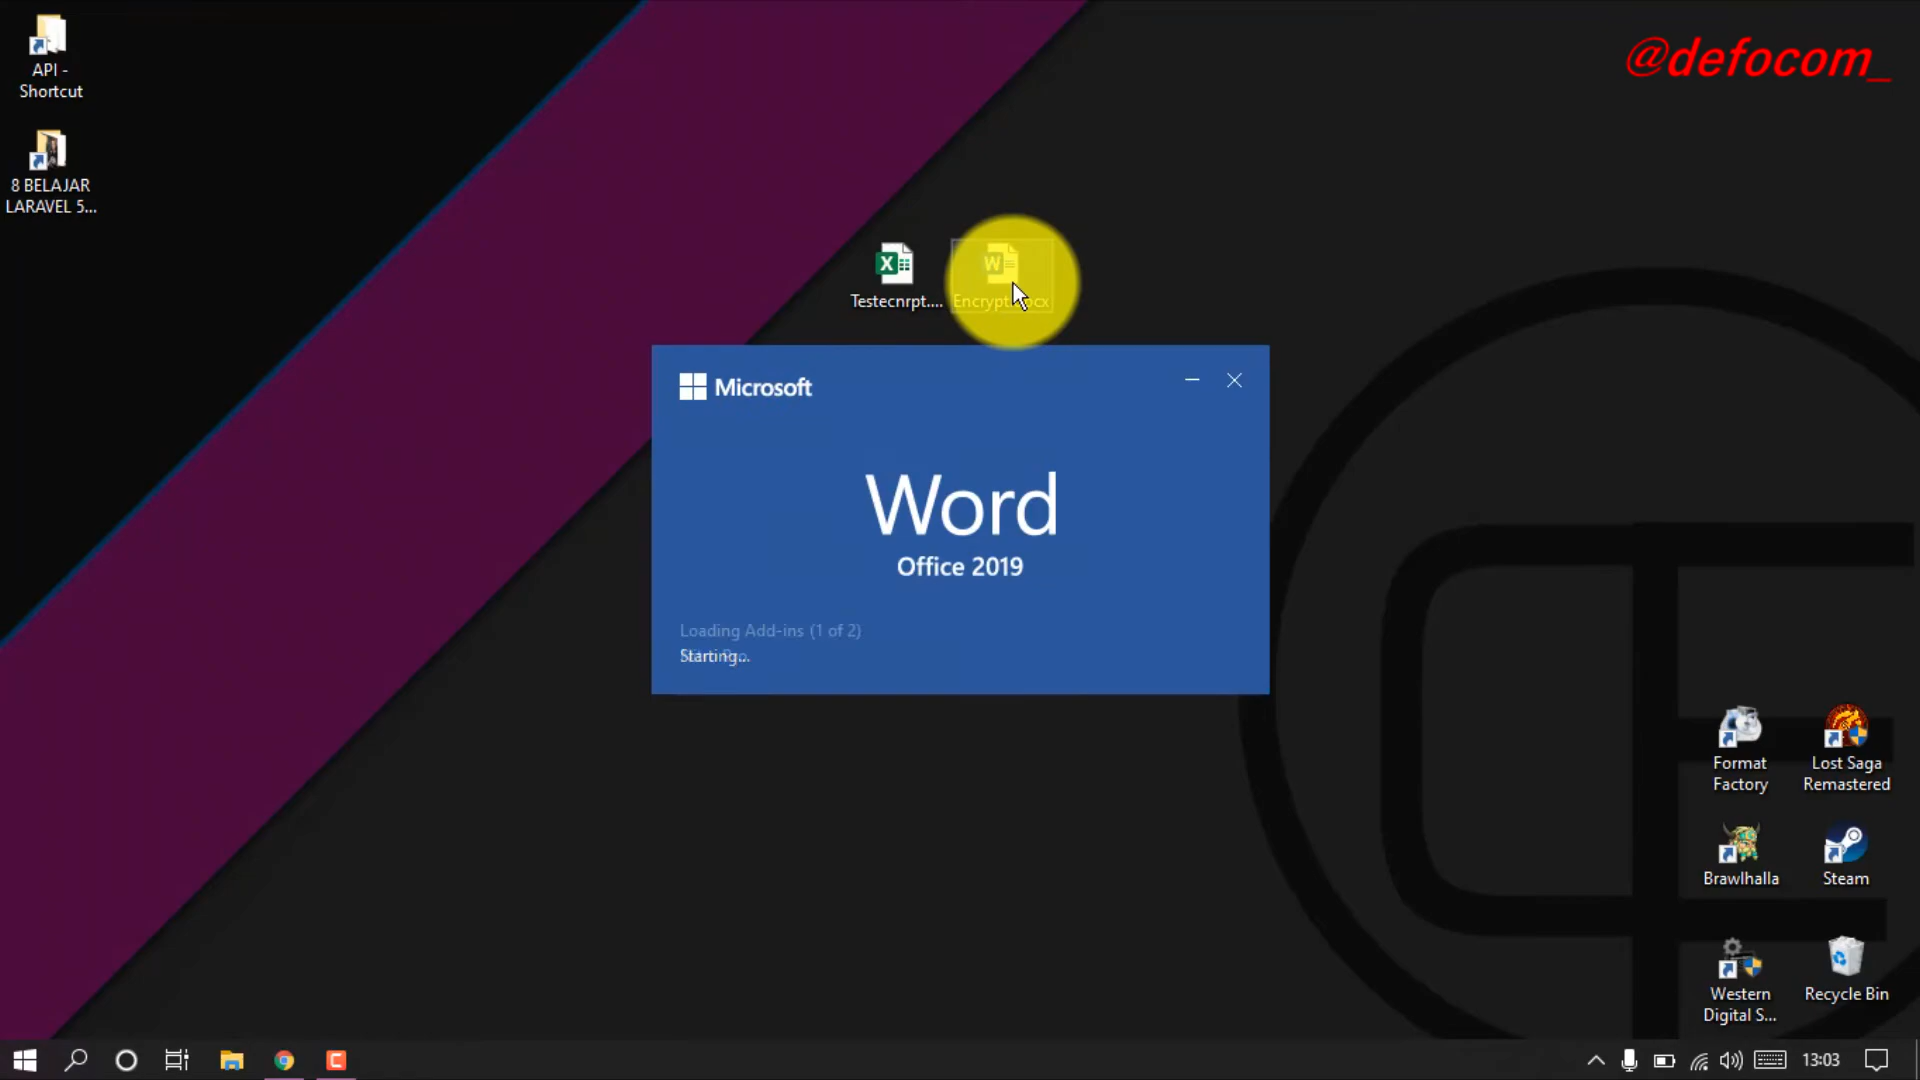 API -
Shortcut
8 BELAJAR
LARAVEL 5...
@defocom_
Testecnrpt....
Microsoft
Word
Office 2019
Loading Add-ins (1 of 2)
Starting...
Format
Factory
Lost Saga
Remastered
Brawlhalla
Steam
Western
Digital S...
Recycle Bin
13:03